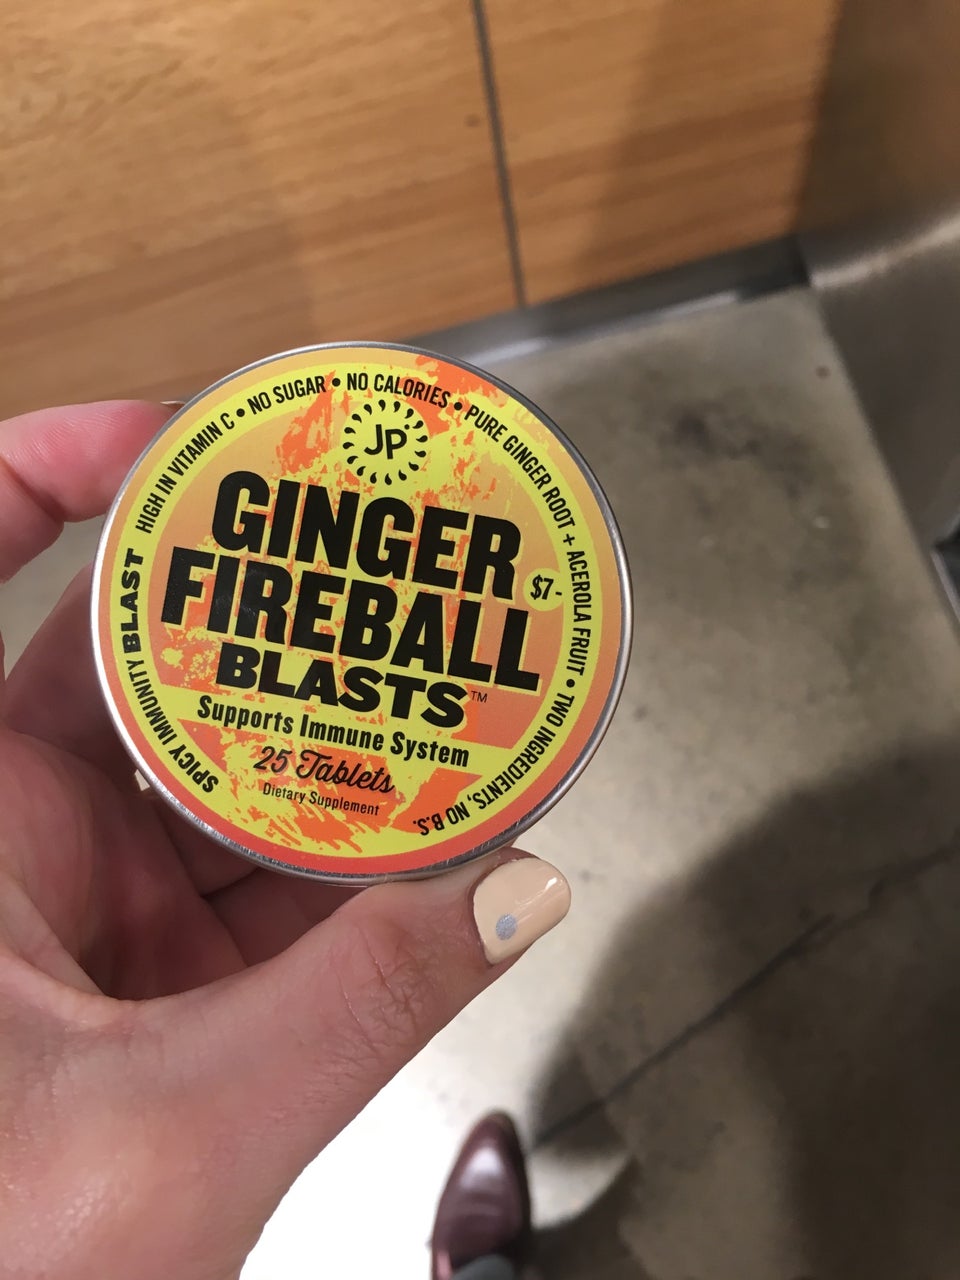 SPICY IMMUNITY BLAST HIGH IN VITAMIN C • NO SUGAR • NO CALORIES • PURE GINGER ROOT + ACEROLA FRUIT • TWO INGREDIENTS, NO B.S.
JP
GINGER
FIREBALL
$7-
BLASTS™
Supports Immune System
25 Tablets
Dietary Supplement